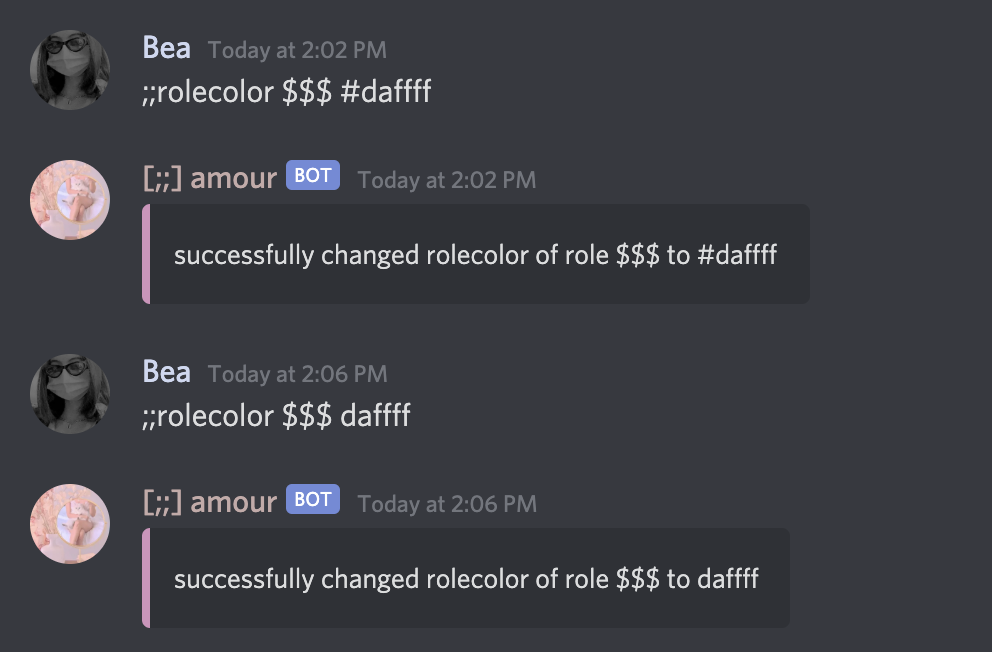 Bea Today at 2:02 PM
;;rolecolor $$$ #daffff
[;;] amour BOT Today at 2:02 PM
successfully changed rolecolor of role $$$ to #daffff
Bea Today at 2:06 PM
;;rolecolor $$$ daffff
[;;] amour BOT Today at 2:06 PM
successfully changed rolecolor of role $$$ to daffff